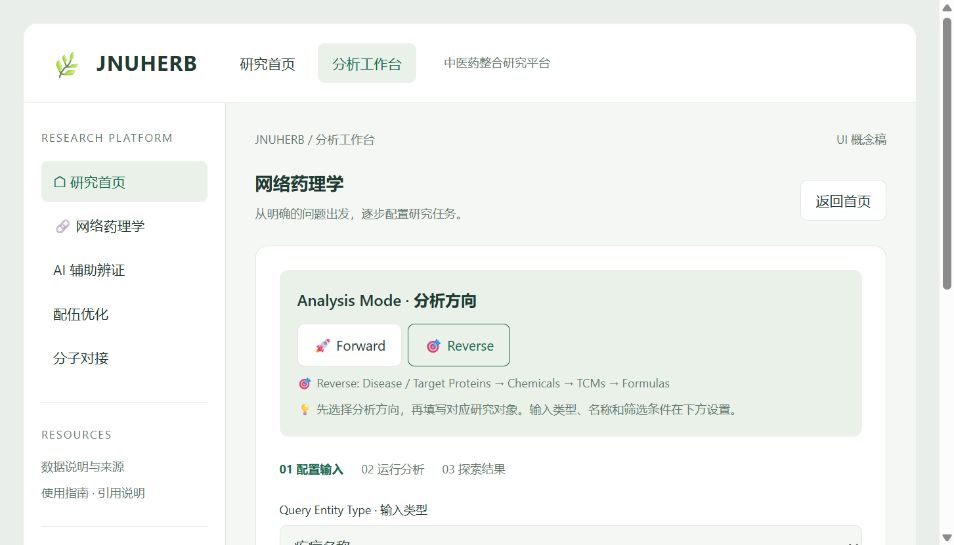 JNUHERB
研究首页
分析工作台
中医药整合研究平台
RESEARCH PLATFORM
研究首页
网络药理学
AI 辅助辨证
配伍优化
分子对接
RESOURCES
数据说明与来源
使用指南 · 引用说明
JNUHERB / 分析工作台
UI 概念稿
网络药理学
从明确的问题出发，逐步配置研究任务。
返回首页
Analysis Mode · 分析方向
Forward
Reverse
Reverse: Disease / Target Proteins → Chemicals → TCMs → Formulas
先选择分析方向，再填写对应研究对象。输入类型、名称和筛选条件在下方设置。
01 配置输入 02 运行分析 03 探索结果
Query Entity Type · 输入类型
疾病名称